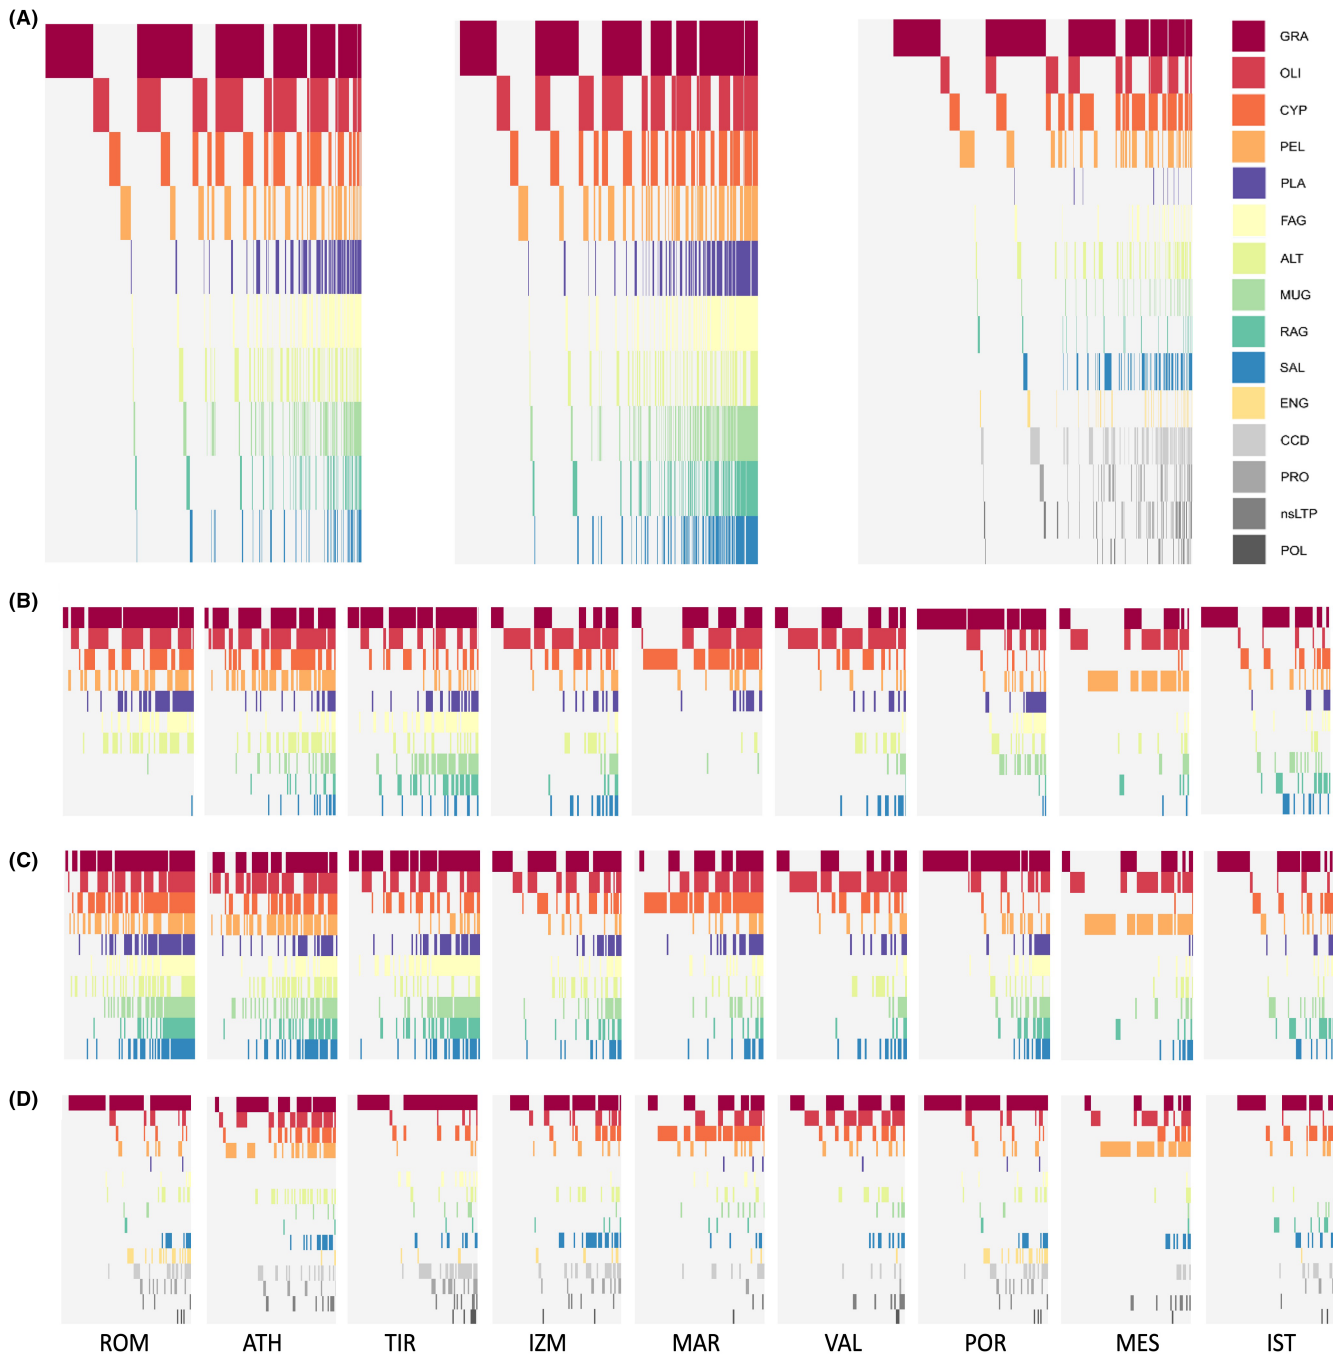 (A)
GRA
OLI
CYP
PEL
PLA
FAG
ALT
MUG
RAG
SAL
ENG
CCD
PRO
nsLTP
POL
(B)
(C)
(D)
ROM ATH TIR IZM MAR VAL POR MES IST